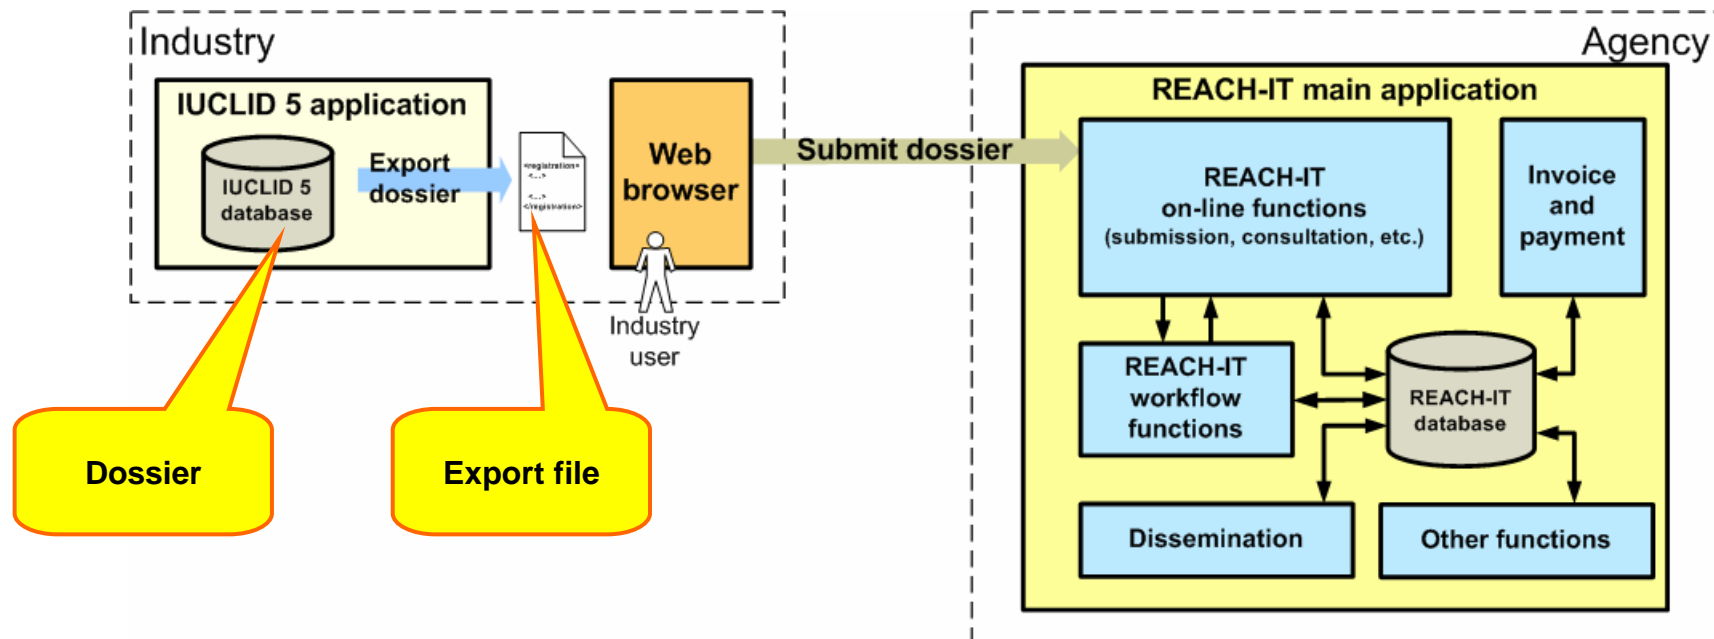 Industry
IUCLID 5 application
IUCLID 5
database
Export
dossier
<registration>
<...>
<...>
</registration>
Web
browser
Industry
user
Dossier
Export file
Submit dossier
Agency
REACH-IT main application
REACH-IT
on-line functions
(submission, consultation, etc.)
Invoice
and
payment
REACH-IT
workflow
functions
REACH-IT
database
Dissemination
Other functions